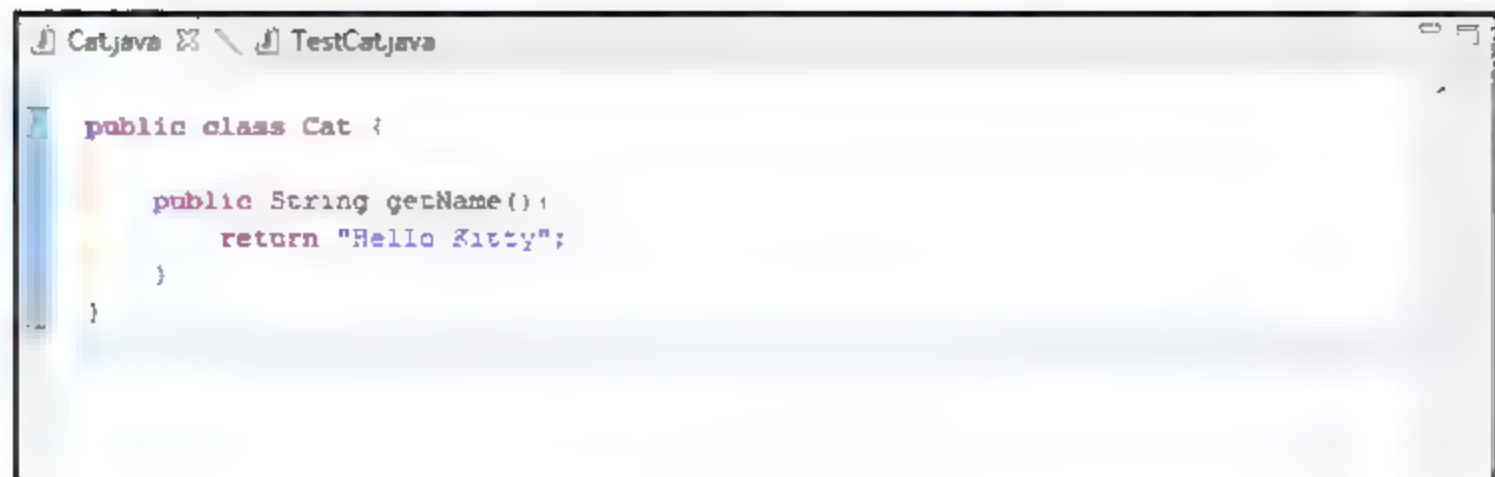 Cat.java TestCat.java
public class Cat {
public String getName(){
return "Hello Kitty";
}
}